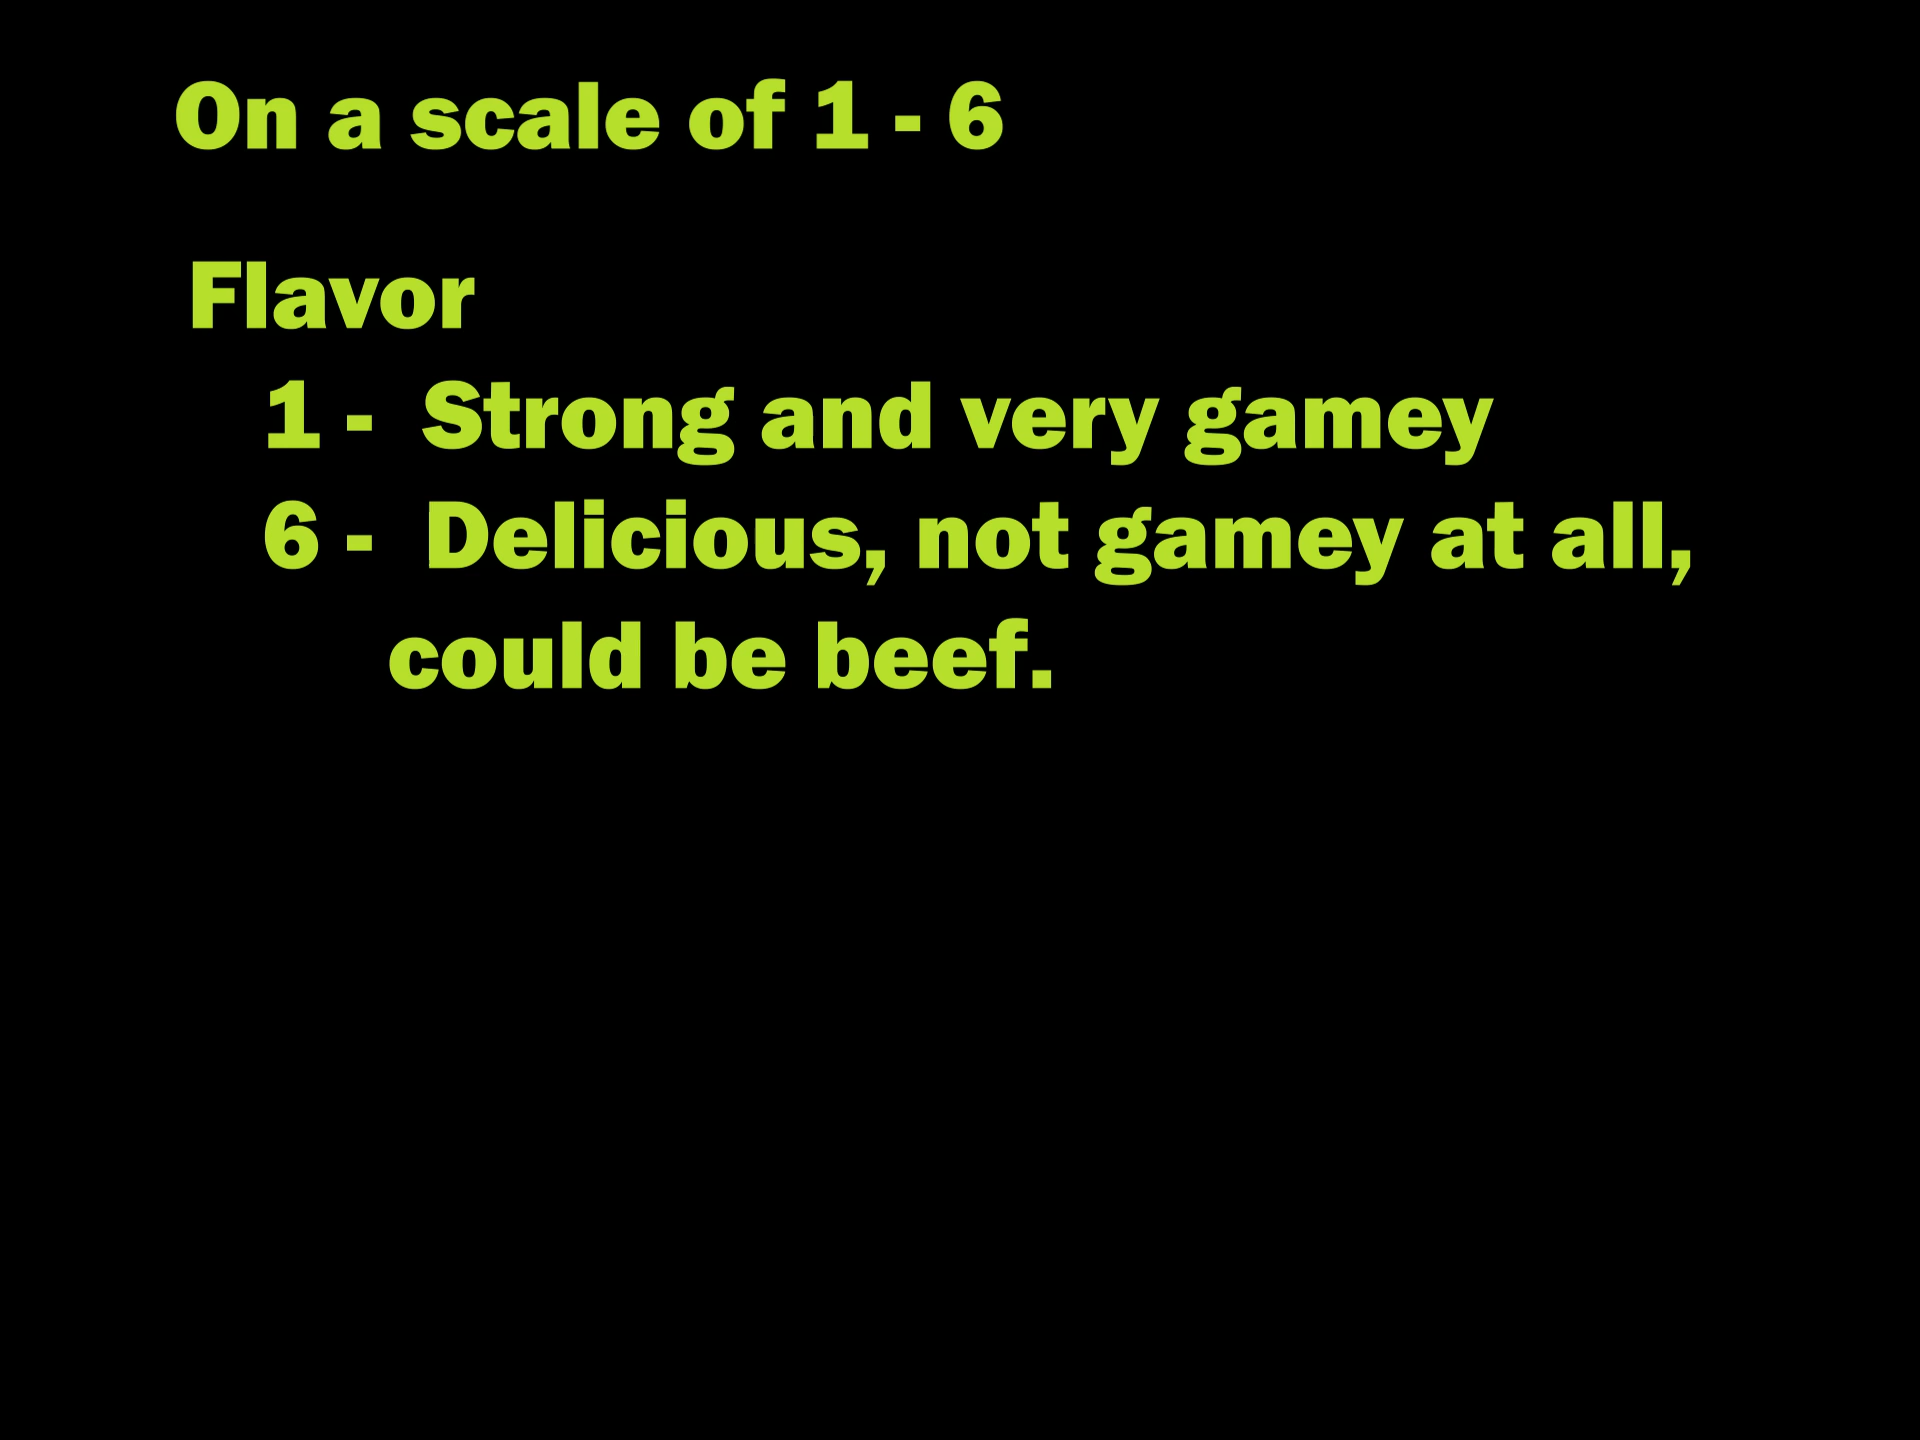 On a scale of 1 - 6
Flavor
1 - Strong and very gamey
6 - Delicious, not gamey at all,
could be beef.